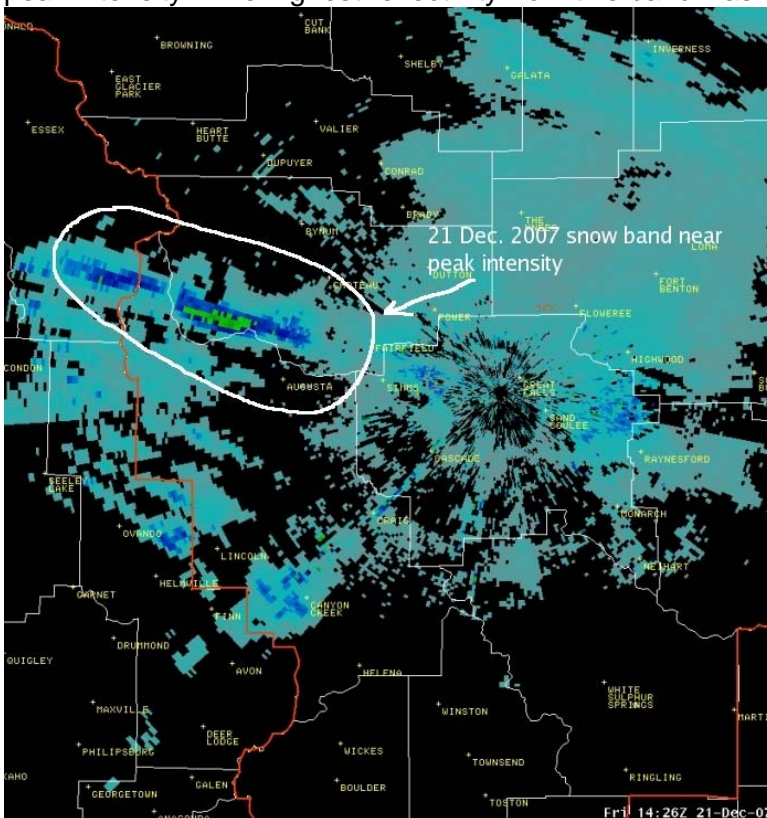 CUT
BANK
BROWNING
SHELBY
INVERNESS
GALATA
EAST
GLACIER
PARK
ESSEX
HEART
BUTTE
VALIER
DUPUYER
CONRAD
BRADY
THE
BYNUM
21 Dec. 2007 snow band near
peak intensity
LOMA
DUTTON
FORT
BENTON
POWER
FLOWEREE
FAIRFIELD
HIGHWOOD
CONDON
AUGUSTA
SIMMS
GREAT
FALLS
SAND
COULEE
CASCADE
RAYNESFORD
SEELEY
LAKE
MONARCH
OVANDO
CRAIG
LINCOLN
NEIHART
HELMVILLE
GARNET
CANYON
CREEK
FINN
DRUMMOND
QUIGLEY
AVON
HELENA
WHITE
SULPHUR
SPRINGS
MAXVILLE
WINSTON
MARTI
DEER
LODGE
PHILIPSBURG
WICKES
TOWNSEND
GALEN
BOULDER
RINGLING
GEORGETOWN
TOSTON
Fri 14:26Z 21-Dec-07